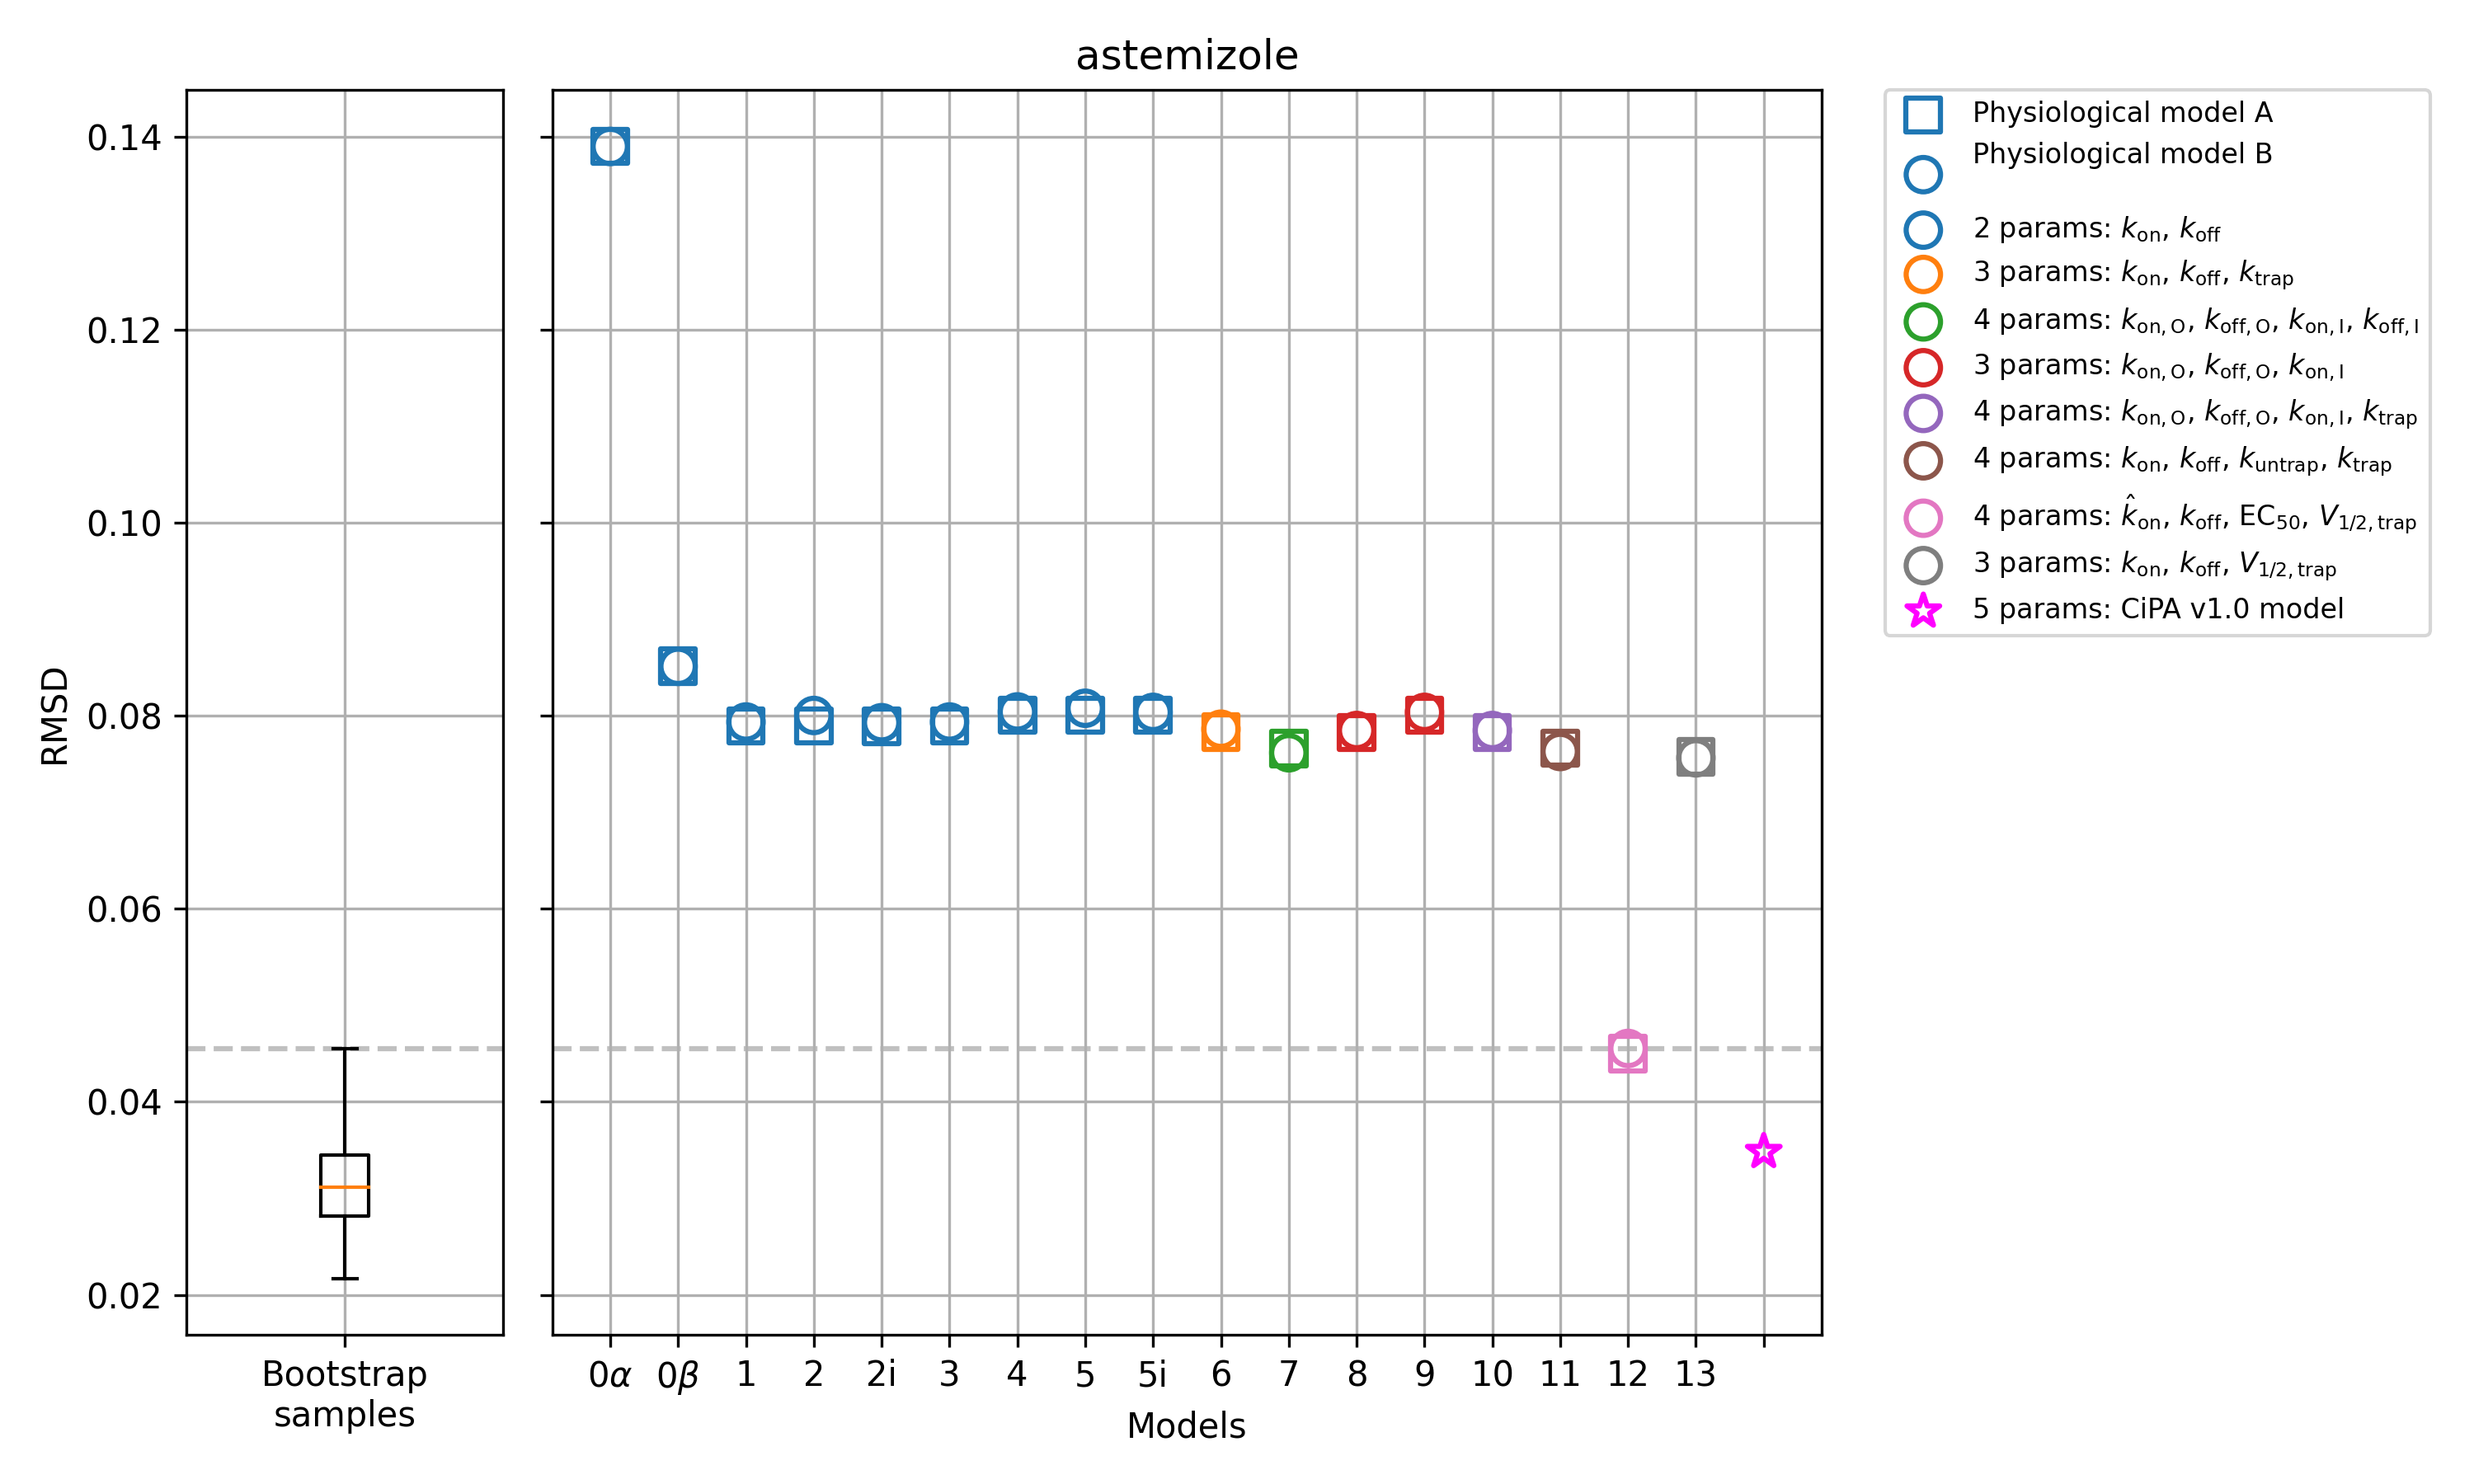 astemizole
RMSD
0.14
0.12
0.10
0.08
0.06
0.04
0.02
Bootstrap
samples
0α 0β 1 2 2i 3 4 5 5i 6 7 8 9 10 11 12 13
Models
Physiological model A
Physiological model B
2 params: k_on, k_off
3 params: k_on, k_off, k_trap
4 params: k_on,O, k_off,O, k_on,I, k_off,I
3 params: k_on,O, k_off,O, k_on,I
4 params: k_on,O, k_off,O, k_on,I, k_trap
4 params: k_on, k_off, k_untrap, k_trap
4 params: k̂_on, k_off, EC_50, V_1/2,trap
3 params: k_on, k_off, V_1/2,trap
5 params: CiPA v1.0 model